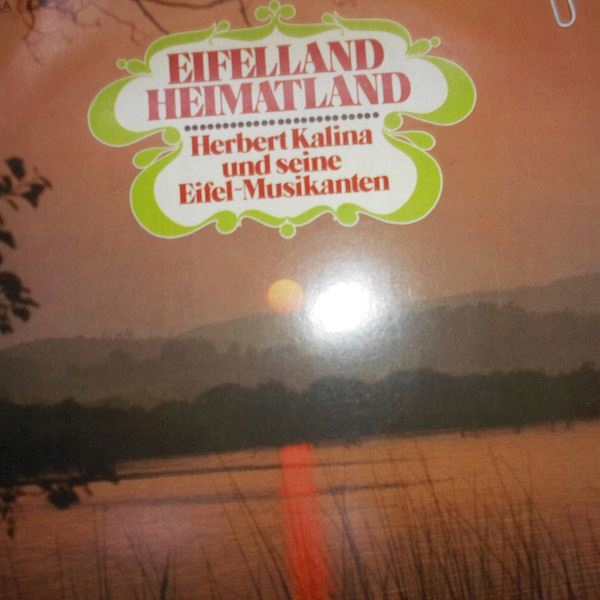 EIFELLAND
HEIMATLAND
Herbert Kalina
und seine
Eifel-Musikanten